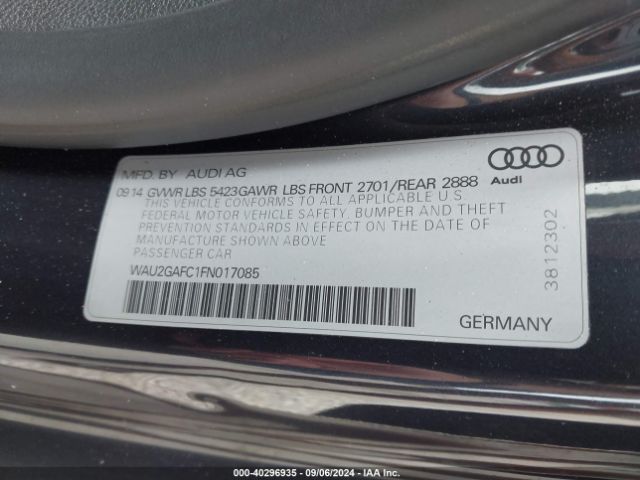 MFD. BY AUDI AG
09 14 GVWR LBS 5423GAWR LBS FRONT 2701/REAR 2888
THIS VEHICLE CONFORMS TO ALL APPLICABLE U.S.
FEDERAL MOTOR VEHICLE SAFETY, BUMPER AND THEFT
PREVENTION STANDARDS IN EFFECT ON THE DATE OF
MANUFACTURE SHOWN ABOVE
PASSENGER CAR
WAU2GAFC1FN017085
Audi
3812302
GERMANY
000-40296935 - 09/06/2024 - IAA Inc.